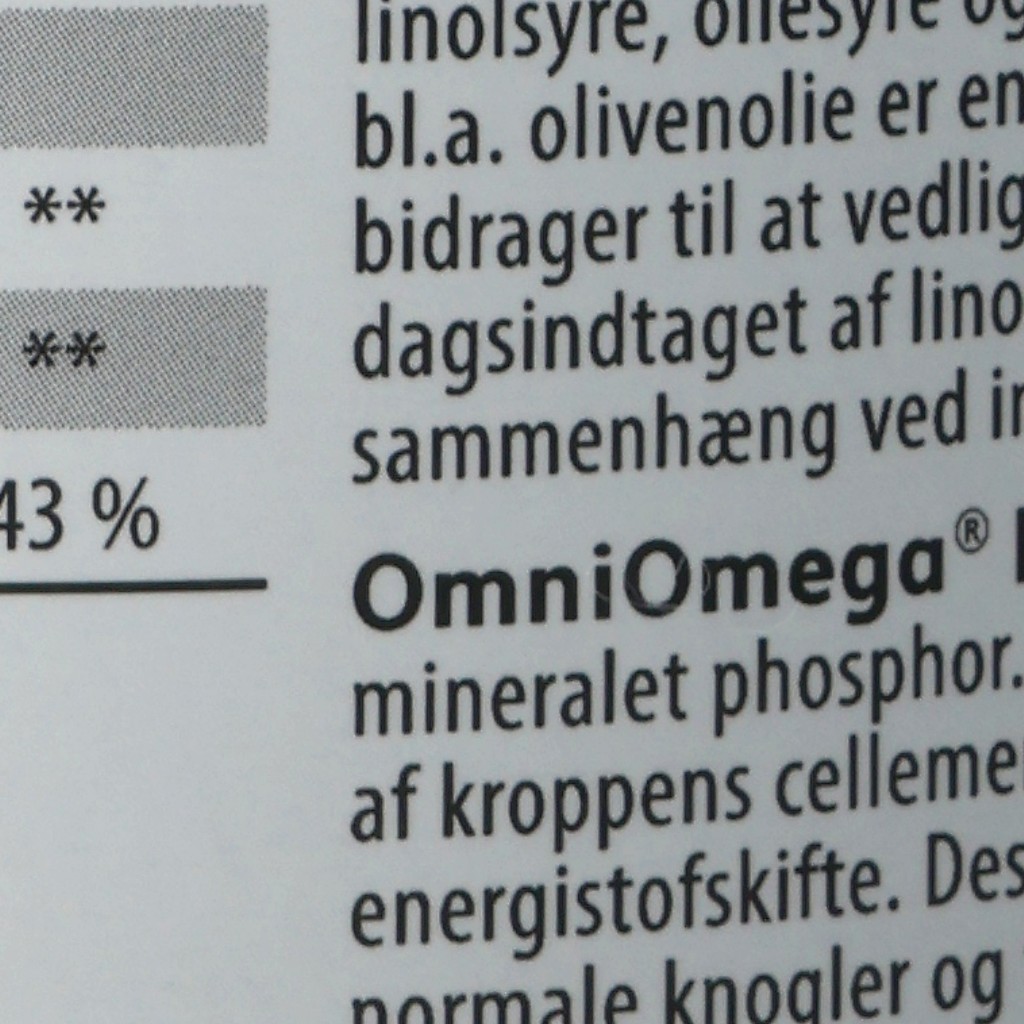 **
**
43 %
linolsyre, oliesyre og
bl.a. olivenolie er en
bidrager til at vedlig
dagsindtaget af lino
sammenhæng ved in
OmniOmega®
mineralet phosphor.
af kroppens celleme
energistofskifte. Des
normale knogler og